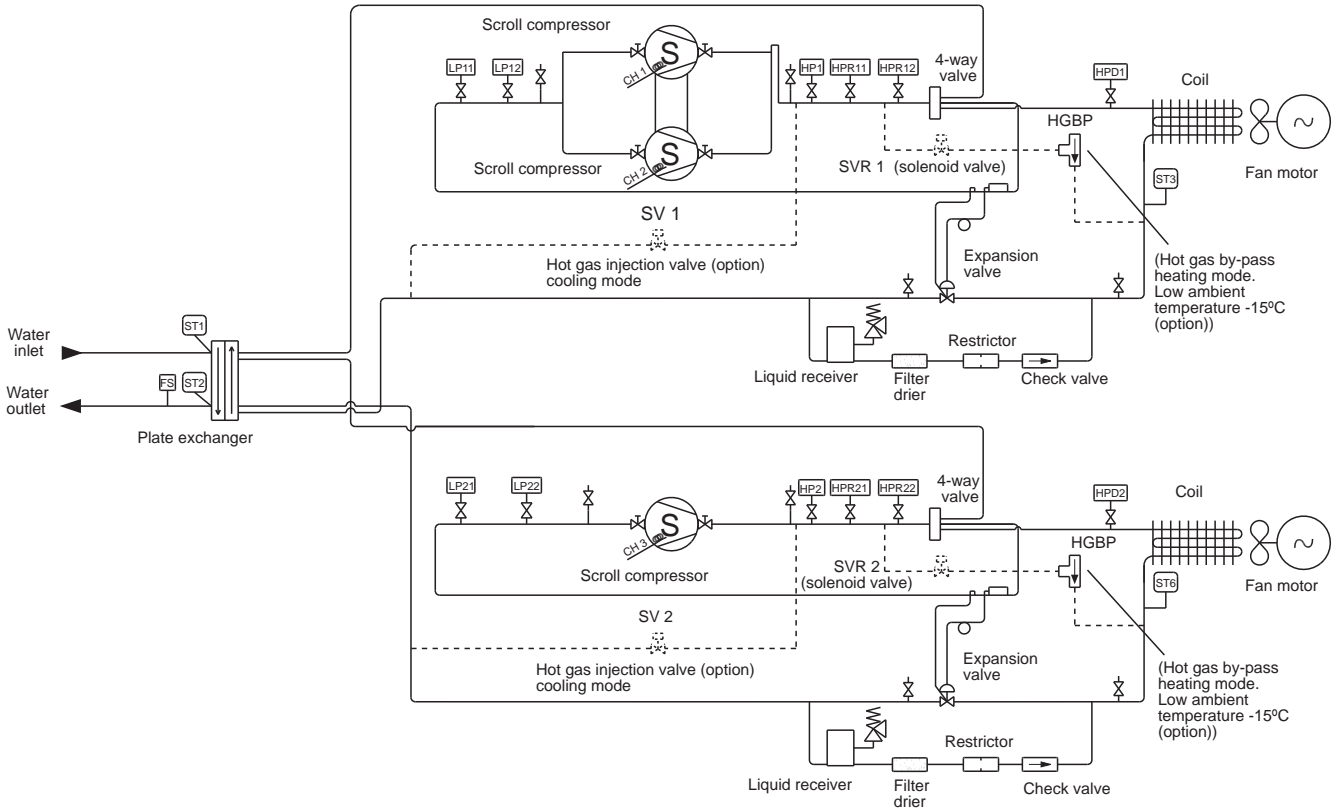 Scroll compressor
S
CH 1
LP11
LP12
HP1
HPR11
HPR12
4-way
valve
HPD1
Coil
HGBP
Fan motor
Scroll compressor
S
CH 2
SVR 1 (solenoid valve)
ST3
SV 1
Hot gas injection valve (option)
cooling mode
Expansion
valve
(Hot gas by-pass
heating mode.
Low ambient
temperature -15ºC
(option))
Water
inlet
ST1
Water
outlet
FS
ST2
Plate exchanger
Liquid receiver
Filter
drier
Restrictor
Check valve
LP21
LP22
S
CH 3
Scroll compressor
HP2
HPR21
HPR22
4-way
valve
HPD2
Coil
HGBP
Fan motor
SVR 2
(solenoid valve)
ST6
SV 2
Hot gas injection valve (option)
cooling mode
Expansion
valve
(Hot gas by-pass
heating mode.
Low ambient
temperature -15ºC
(option))
Liquid receiver
Filter
drier
Restrictor
Check valve